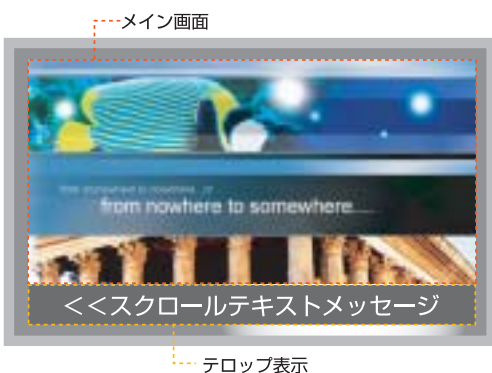 メイン画面
from nowhere to somewhere......
<<スクロールテキストメッセージ
テロップ表示